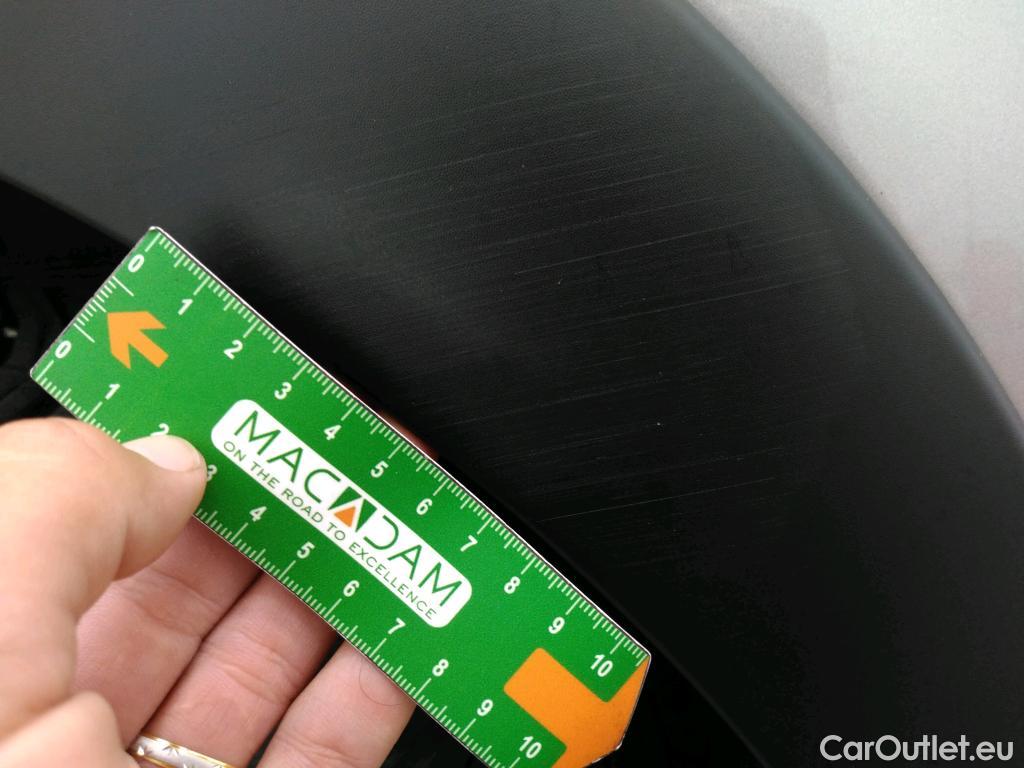 0 1 2 3 4 5 6 7 8 9 10
MACADAM
ON THE ROAD TO EXCELLENCE
0 1 2 3 4 5 6 7 8 9 10
CarOutlet.eu